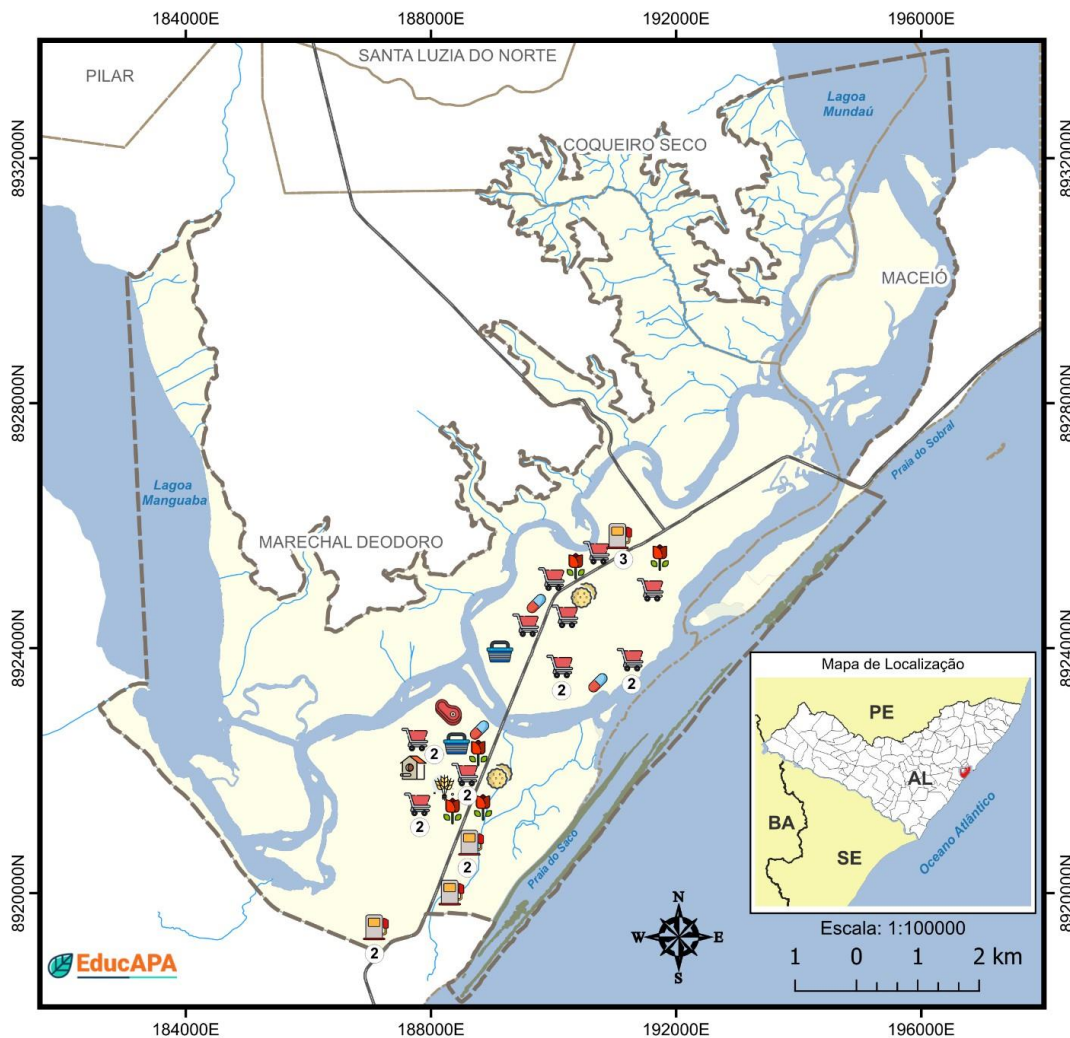 184000E
188000E
192000E
196000E
SANTA LUZIA DO NORTE
PILAR
Lagoa
Mundaú
8932000N
COQUEIRO SECO
8932000N
MACEIÓ
8928000N
8928000N
Praia do Sobral
Lagoa
Manguaba
MARECHAL DEODORO
3
8924000N
8924000N
2
2
Mapa de Localização
PE
AL
BA
SE
Oceano Atlântico
2
2
2
2
Praia do Saco
8920000N
8920000N
2
N
W
E
S
Escala: 1:100000
1
0
1
2 km
EducAPA
184000E
188000E
192000E
196000E